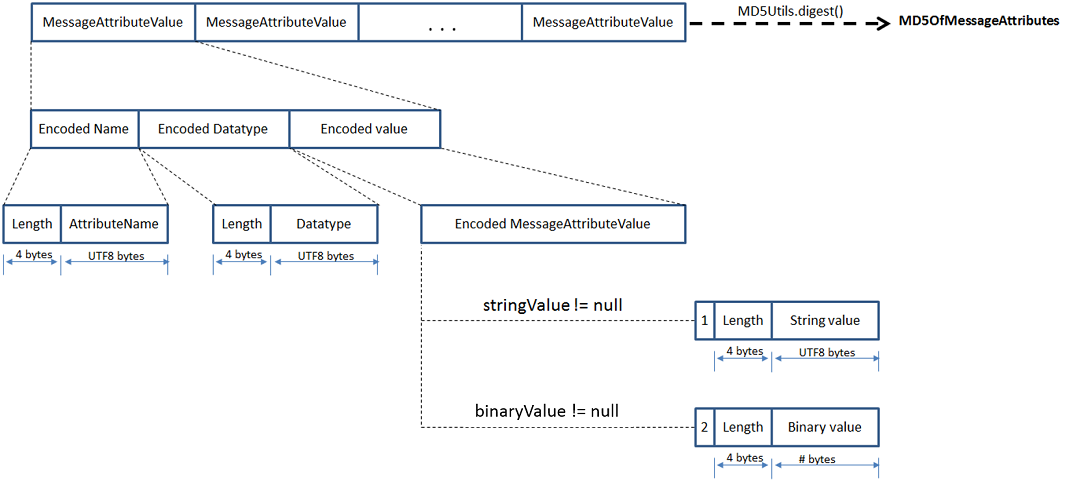 MessageAttributeValue MessageAttributeValue . . . MessageAttributeValue MD5Utils.digest() MD5OfMessageAttributes
Encoded Name Encoded Datatype Encoded value
Length AttributeName Length Datatype Encoded MessageAttributeValue
4 bytes UTF8 bytes 4 bytes UTF8 bytes
stringValue != null
1 Length String value
4 bytes UTF8 bytes
binaryValue != null
2 Length Binary value
4 bytes # bytes